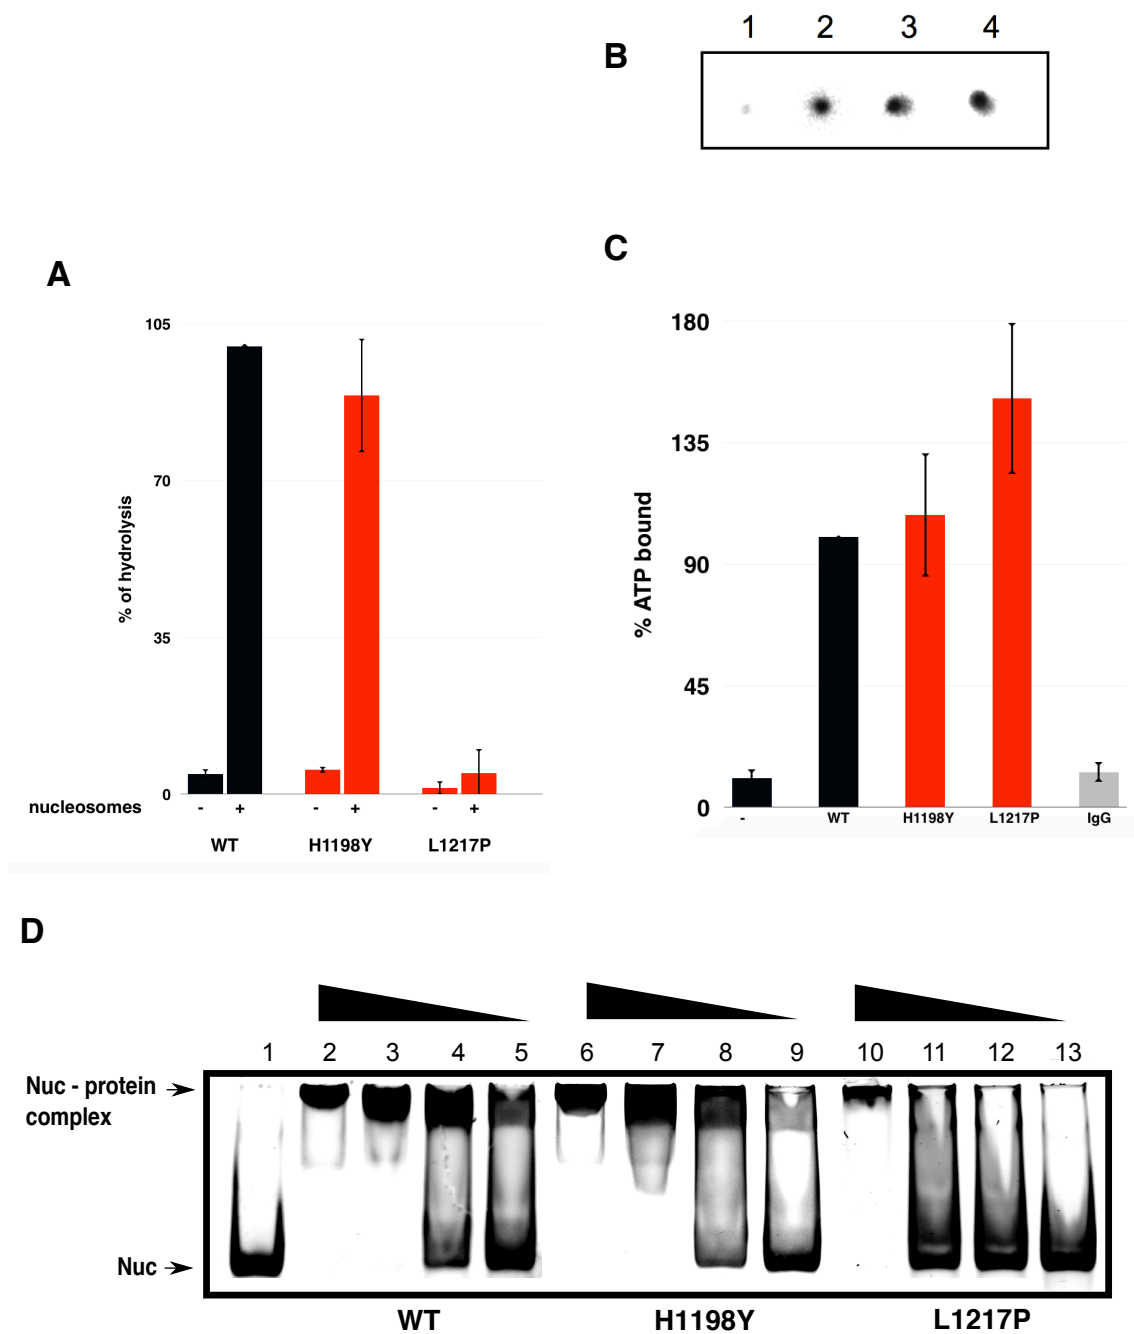 B
1 2 3 4
A
105
70
35
0
% of hydrolysis
nucleosomes - + - + - +
WT H1198Y L1217P
C
180
135
90
45
0
% ATP bound
- WT H1198Y L1217P IgG
D
1 2 3 4 5 6 7 8 9 10 11 12 13
Nuc - protein
complex
Nuc
WT H1198Y L1217P